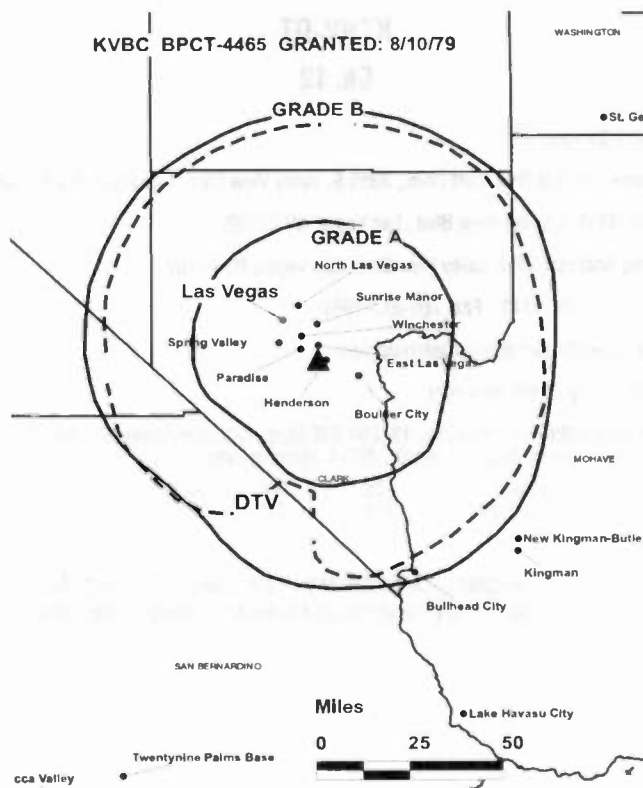 WASHINGTON
KVBC BPCT-4465 GRANTED: 8/10/79
GRADE B
St. Ge
GRADE A
North Las Vegas
Las Vegas
Sunrise Manor
Winchester
Spring Valley
East Las Vegas
Paradise
Henderson
Boulder City
CLARK
MOHAVE
DTV
New Kingman-Butle
Kingman
Bullhead City
SAN BERNARDINO
Miles
Lake Havasu City
0 25 50
Twentynine Palms Base
cca Valley